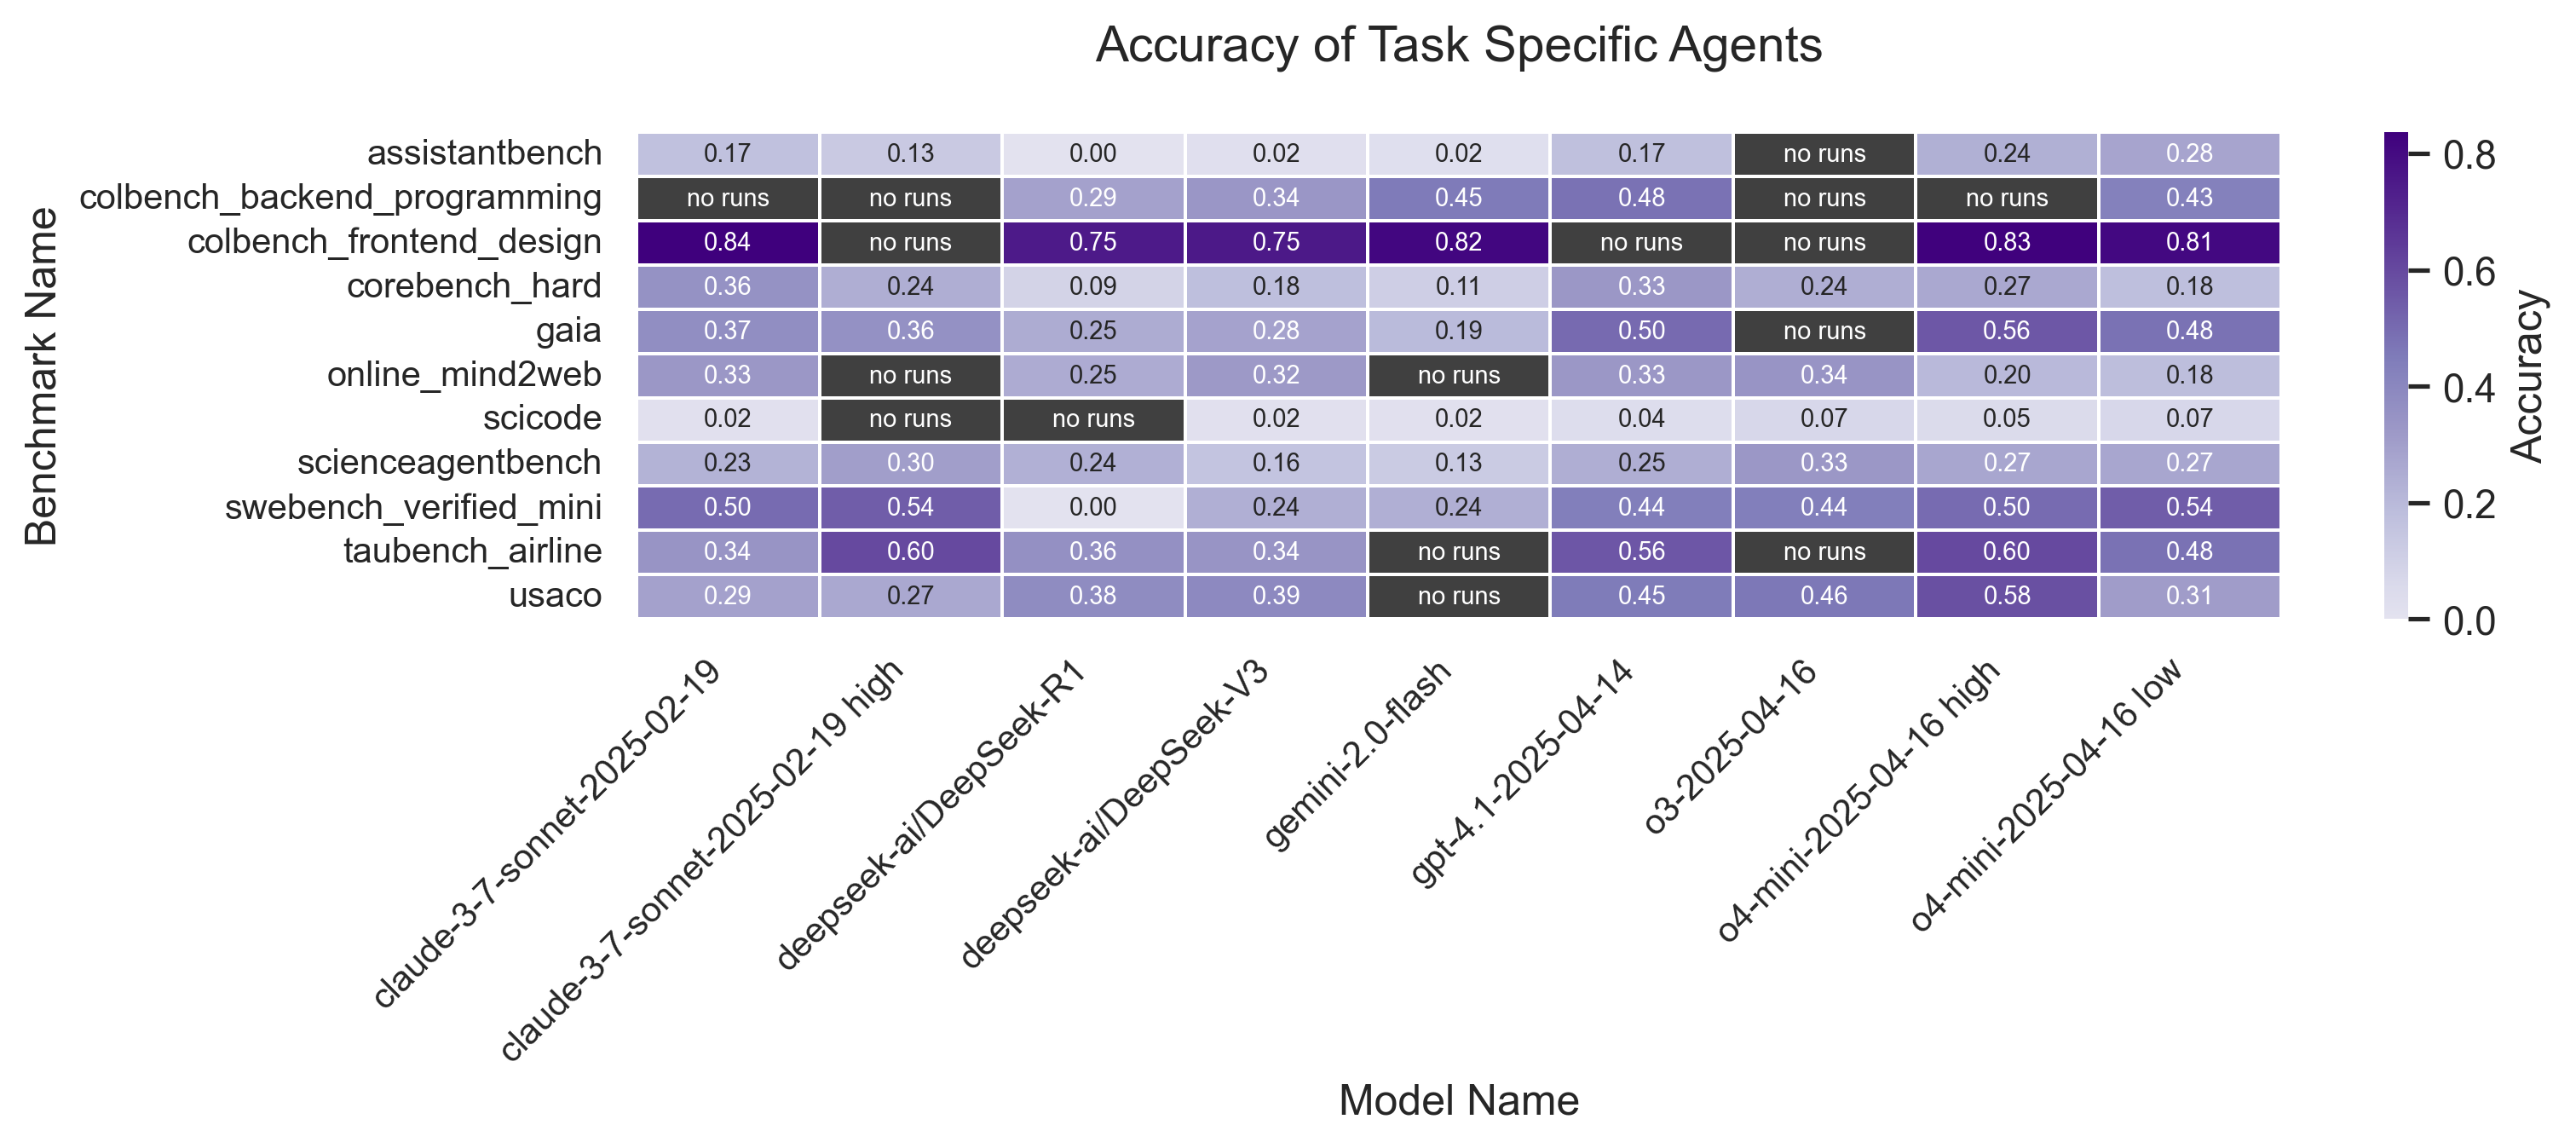 Accuracy of Task Specific Agents
Benchmark Name
assistantbench 0.17 0.13 0.00 0.02 0.02 0.17 no runs 0.24 0.28
colbench_backend_programming no runs no runs 0.29 0.34 0.45 0.48 no runs no runs 0.43
colbench_frontend_design 0.84 no runs 0.75 0.75 0.82 no runs no runs 0.83 0.81
corebench_hard 0.36 0.24 0.09 0.18 0.11 0.33 0.24 0.27 0.18
gaia 0.37 0.36 0.25 0.28 0.19 0.50 no runs 0.56 0.48
online_mind2web 0.33 no runs 0.25 0.32 no runs 0.33 0.34 0.20 0.18
scicode 0.02 no runs no runs 0.02 0.02 0.04 0.07 0.05 0.07
scienceagentbench 0.23 0.30 0.24 0.16 0.13 0.25 0.33 0.27 0.27
swebench_verified_mini 0.50 0.54 0.00 0.24 0.24 0.44 0.44 0.50 0.54
taubench_airline 0.34 0.60 0.36 0.34 no runs 0.56 no runs 0.60 0.48
usaco 0.29 0.27 0.38 0.39 no runs 0.45 0.46 0.58 0.31
claude-3-7-sonnet-2025-02-19
claude-3-7-sonnet-2025-02-19 high
deepseek-ai/DeepSeek-R1
deepseek-ai/DeepSeek-V3
gemini-2.0-flash
gpt-4.1-2025-04-14
o3-2025-04-16
o4-mini-2025-04-16 high
o4-mini-2025-04-16 low
Model Name
0.8
0.6
0.4
0.2
0.0
Accuracy